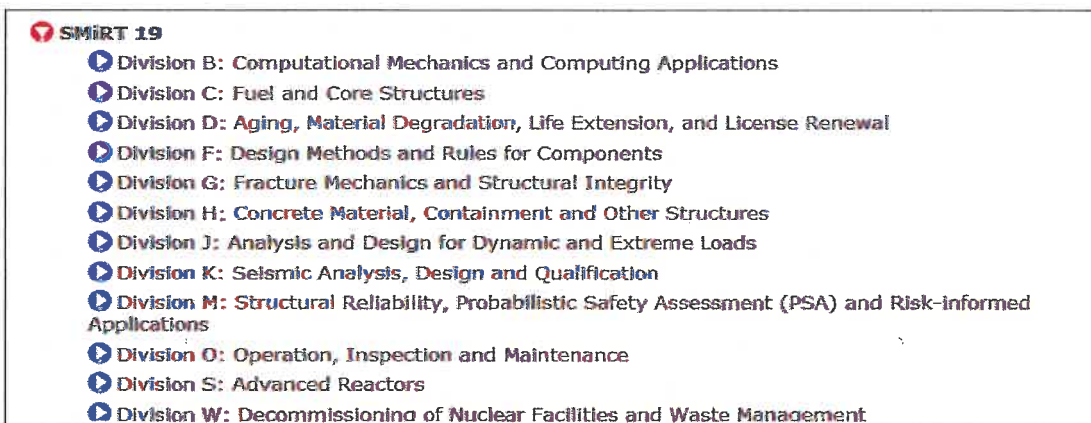 SMiRT 19
Division B: Computational Mechanics and Computing Applications
Division C: Fuel and Core Structures
Division D: Aging, Material Degradation, Life Extension, and License Renewal
Division F: Design Methods and Rules for Components
Division G: Fracture Mechanics and Structural Integrity
Division H: Concrete Material, Containment and Other Structures
Division J: Analysis and Design for Dynamic and Extreme Loads
Division K: Seismic Analysis, Design and Qualification
Division M: Structural Reliability, Probabilistic Safety Assessment (PSA) and Risk-informed
Applications
Division O: Operation, Inspection and Maintenance
Division S: Advanced Reactors
Division W: Decommissioning of Nuclear Facilities and Waste Management